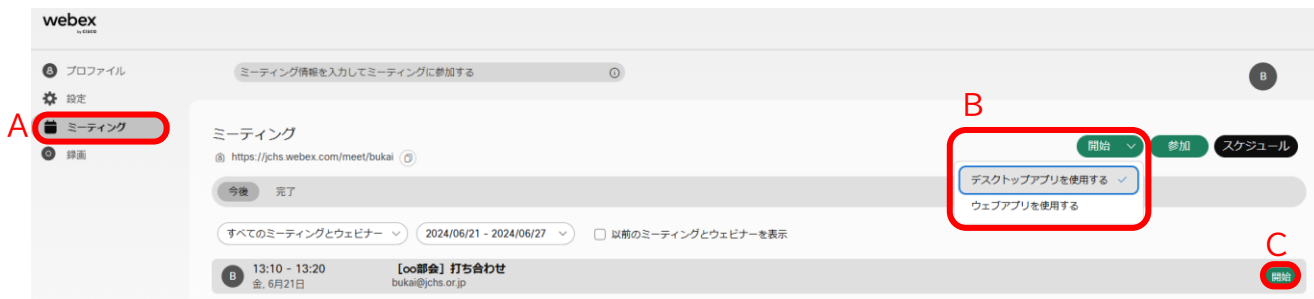 webex
by CISCO
プロファイル
ミーティング情報を入力してミーティングに参加する
B
設定
A
ミーティング
録画
ミーティング
https://jchs.webex.com/meet/bukai
B
開始
参加
スケジュール
デスクトップアプリを使用する
ウェブアプリを使用する
今後 完了
すべてのミーティングとウェビナー
2024/06/21 - 2024/06/27
以前のミーティングとウェビナーを表示
C
B
13:10 - 13:20
[oo部会] 打ち合わせ
金, 6月21日
bukai@jchs.or.jp
開始